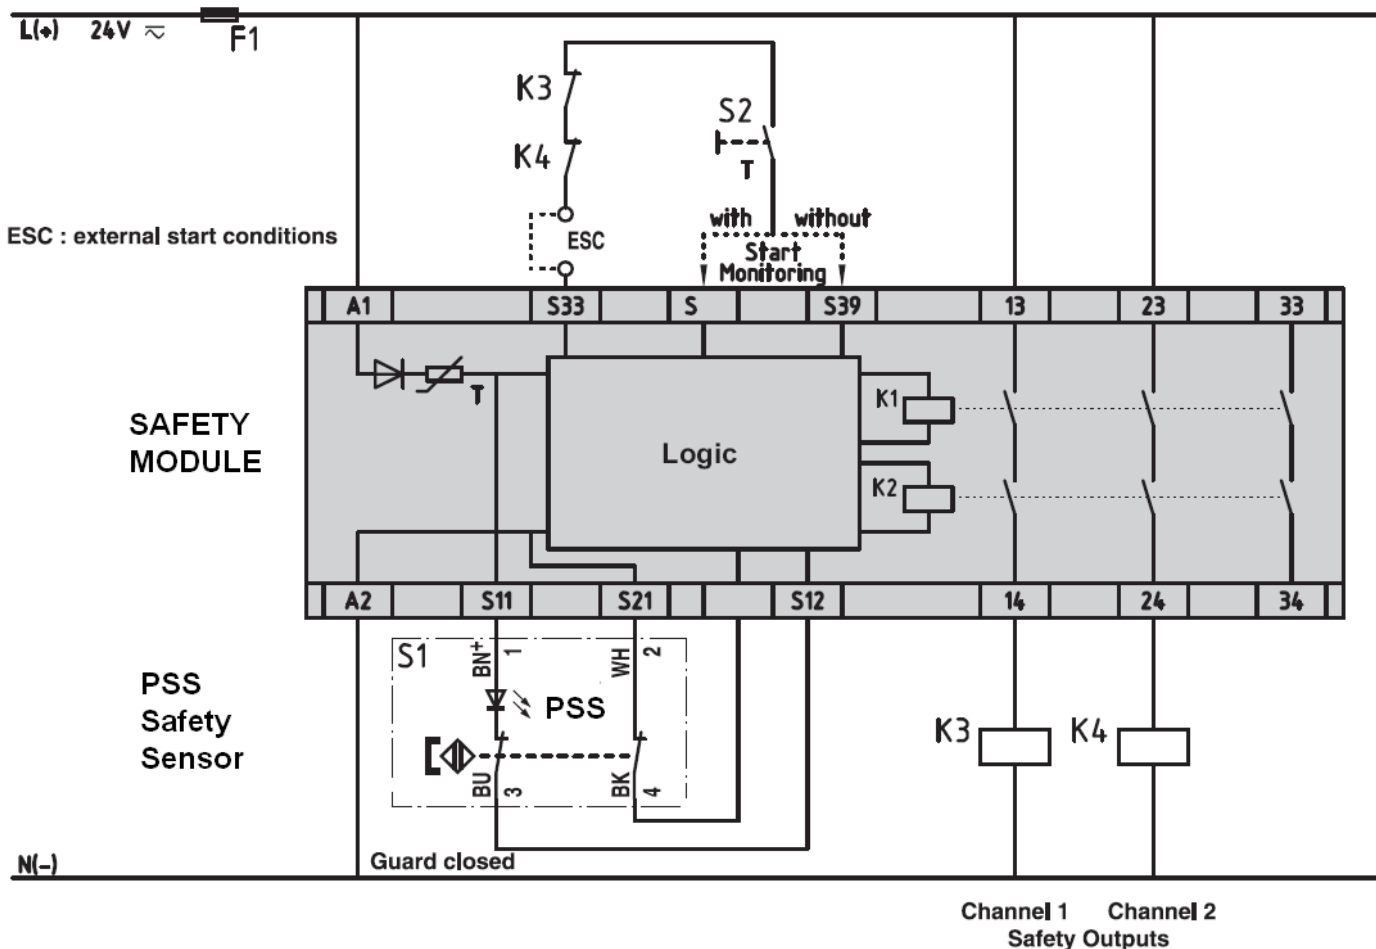 L(+) 24V F1
K3
S2
K4
T
with without
ESC : external start conditions
ESC
Start
Monitoring
A1 S33 S S39 13 23 33
T
K1
SAFETY
MODULE
Logic
K2
A2 S11 S21 S12 14 24 34
S1 BN+ 1 WH 2
PSS
Safety
Sensor
PSS
K3 K4
BU 3 BK 4
N(-)
Guard closed
Channel 1 Channel 2
Safety Outputs